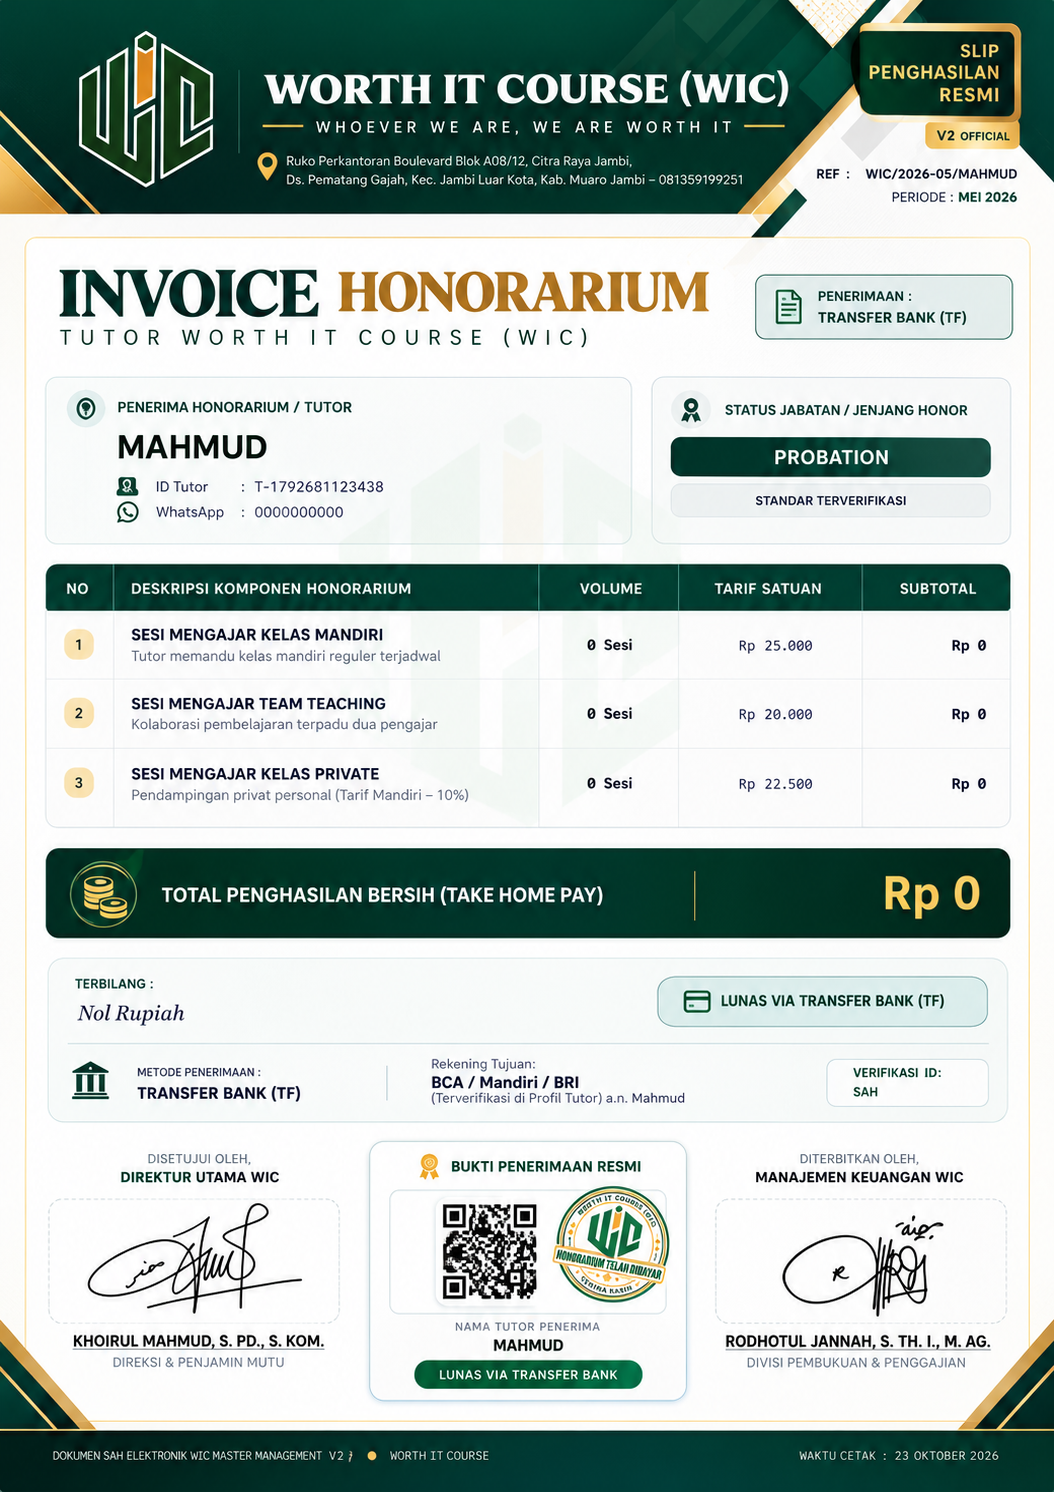 WIC
WORTH IT COURSE (WIC)
WHOEVER WE ARE, WE ARE WORTH IT
Ruko Perkantoran Boulevard Blok A08/12, Citra Raya Jambi,
Ds. Pematang Gajah, Kec. Jambi Luar Kota, Kab. Muaro Jambi – 081359199251
SLIP
PENGHASILAN
RESMI
V2 OFFICIAL
REF : WIC/2026-05/MAHMUD
PERIODE : MEI 2026
INVOICE HONORARIUM
TUTOR WORTH IT COURSE (WIC)
PENERIMAAN :
TRANSFER BANK (TF)
PENERIMA HONORARIUM / TUTOR
MAHMUD
ID Tutor : T-1792681123438
WhatsApp : 0000000000
STATUS JABATAN / JENJANG HONOR
PROBATION
STANDAR TERVERIFIKASI
NO DESKRIPSI KOMPONEN HONORARIUM VOLUME TARIF SATUAN SUBTOTAL
1 SESI MENGAJAR KELAS MANDIRI 0 Sesi Rp 25.000 Rp 0
Tutor memandu kelas mandiri reguler terjadwal
2 SESI MENGAJAR TEAM TEACHING 0 Sesi Rp 20.000 Rp 0
Kolaborasi pembelajaran terpadu dua pengajar
3 SESI MENGAJAR KELAS PRIVATE 0 Sesi Rp 22.500 Rp 0
Pendampingan privat personal (Tarif Mandiri – 10%)
TOTAL PENGHASILAN BERSIH (TAKE HOME PAY) Rp 0
TERBILANG :
Nol Rupiah
LUNAS VIA TRANSFER BANK (TF)
METODE PENERIMAAN :
TRANSFER BANK (TF)
Rekening Tujuan:
BCA / Mandiri / BRI
(Terverifikasi di Profil Tutor) a.n. Mahmud
VERIFIKASI ID:
SAH
DISETUJUI OLEH,
DIREKTUR UTAMA WIC
KHOIRUL MAHMUD, S. PD., S. KOM.
DIREKSI & PENJAMIN MUTU
BUKTI PENERIMAAN RESMI
WORTH IT COURSE (WIC)
WIC
HONORARIUM TELAH DIBAYAR
NAMA TUTOR PENERIMA
MAHMUD
LUNAS VIA TRANSFER BANK
DITERBITKAN OLEH,
MANAJEMEN KEUANGAN WIC
RODHOTUL JANNAH, S. TH. I., M. AG.
DIVISI PEMBUKUAN & PENGGAJIAN
DOKUMEN SAH ELEKTRONIK WIC MASTER MANAGEMENT V2
WORTH IT COURSE
WAKTU CETAK : 23 OKTOBER 2026